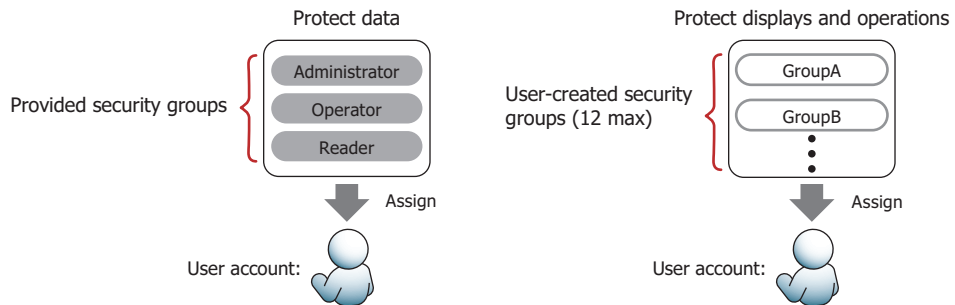 Protect data
Administrator
Provided security groups
Operator
Reader
Assign
User account:
Protect displays and operations
GroupA
User-created security
groups (12 max)
GroupB
Assign
User account: